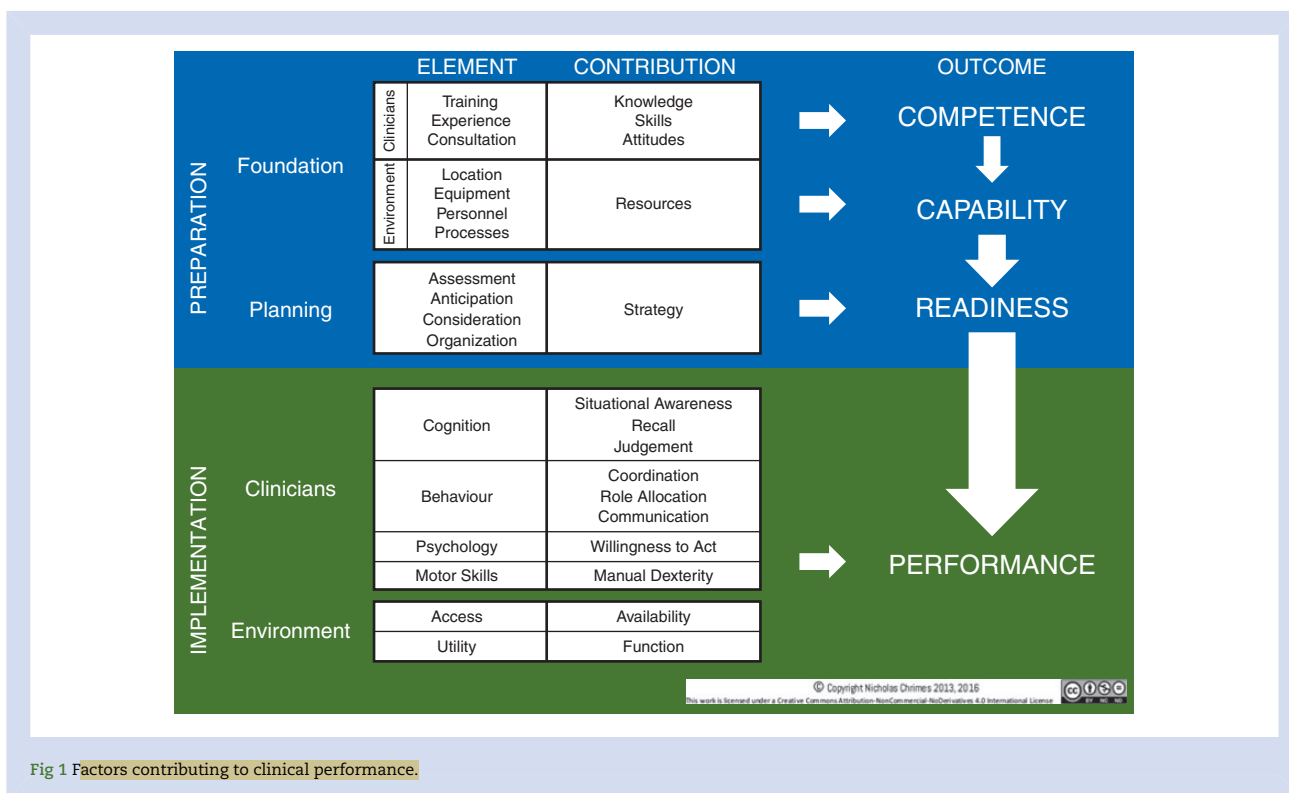 ELEMENT CONTRIBUTION OUTCOME
PREPARATION
Foundation
Clinicians
Training
Experience
Consultation
Knowledge
Skills
Attitudes
COMPETENCE
Environment
Location
Equipment
Personnel
Processes
Resources
CAPABILITY
Planning
Assessment
Anticipation
Consideration
Organization
Strategy
READINESS
IMPLEMENTATION
Clinicians
Cognition
Situational Awareness
Recall
Judgement
Behaviour
Coordination
Role Allocation
Communication
Psychology
Willingness to Act
Motor Skills
Manual Dexterity
PERFORMANCE
Environment
Access
Availability
Utility
Function
© Copyright Nicholas Chrimes 2013, 2016
This work is licensed under a Creative Commons Attribution-NonCommercial-NoDerivatives 4.0 International License
cc
BY NC ND
Fig 1 Factors contributing to clinical performance.